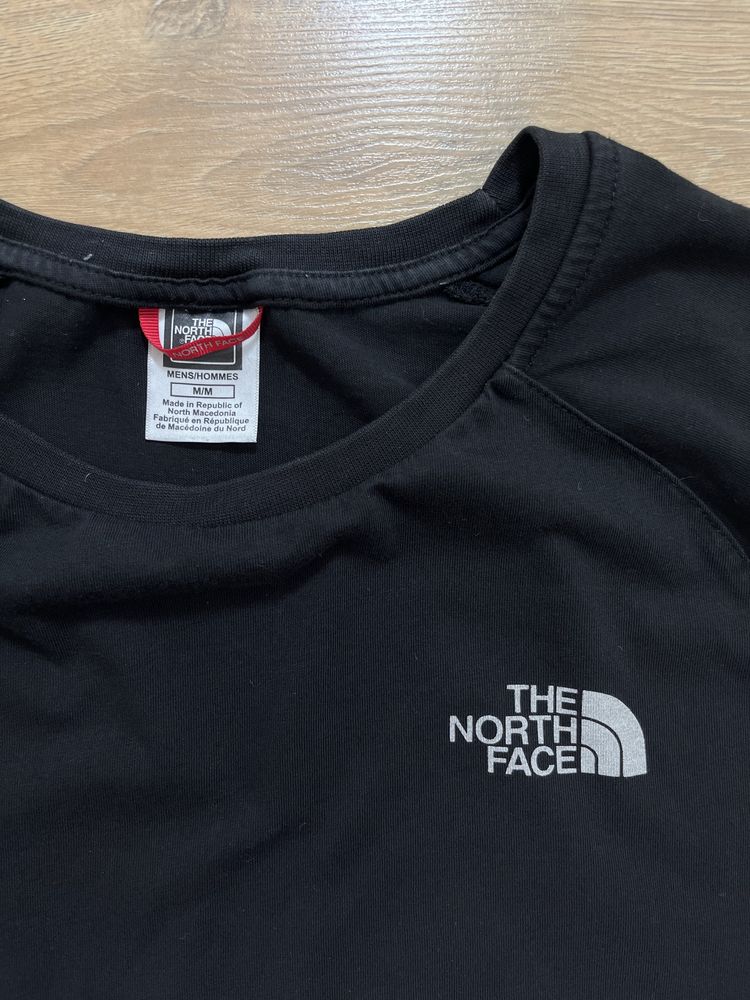 THE
NORTH
FACE
NORTH FACE
MENS/HOMMES
M/M
Made in Republic of
North Macedonia
Fabriqué en République
de Macédoine du Nord
THE
NORTH
FACE